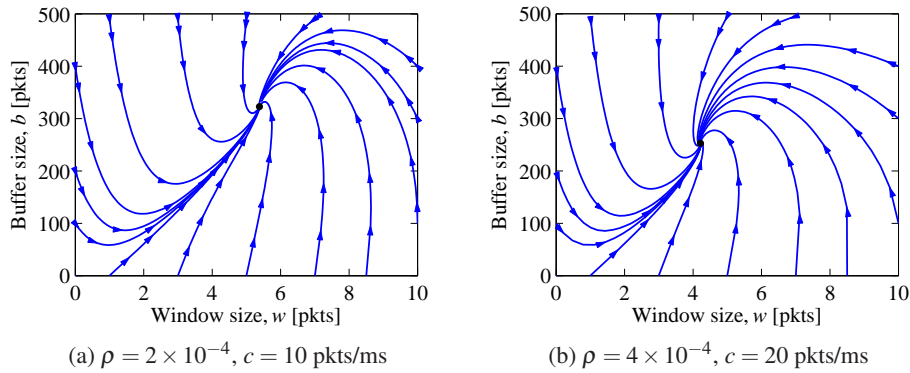 500
400
300
200
100
0
Buffer size, b [pkts]
0 2 4 6 8 10
Window size, w [pkts]
(a) ρ = 2 × 10⁻⁴, c = 10 pkts/ms
500
400
300
200
100
0
Buffer size, b [pkts]
0 2 4 6 8 10
Window size, w [pkts]
(b) ρ = 4 × 10⁻⁴, c = 20 pkts/ms